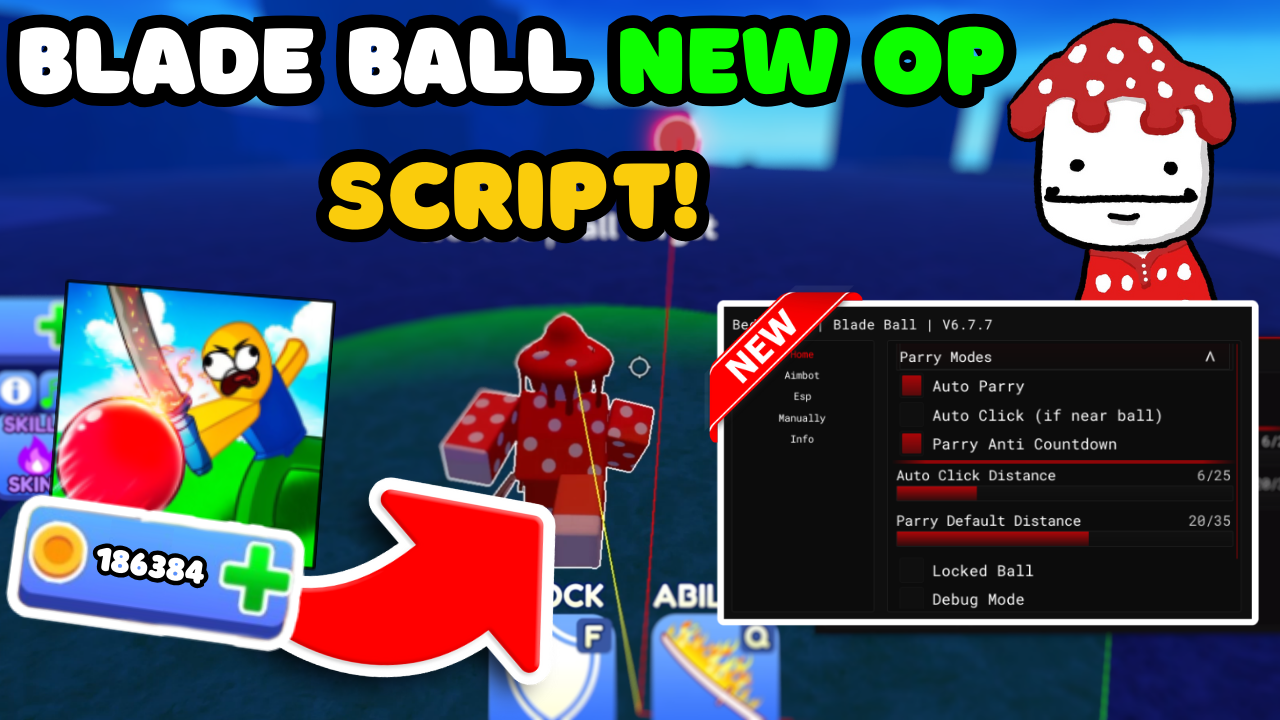 BLADE BALL NEW OP
SCRIPT!
NEW
| Blade Ball | V6.7.7
Home
Aimbot
Esp
Manually
Info
Parry Modes
Auto Parry
Auto Click (if near ball)
Parry Anti Countdown
Auto Click Distance 6/25
Parry Default Distance 20/35
Locked Ball
Debug Mode
SKILL
SKIN
186384
OCK
F
ABIL
Q